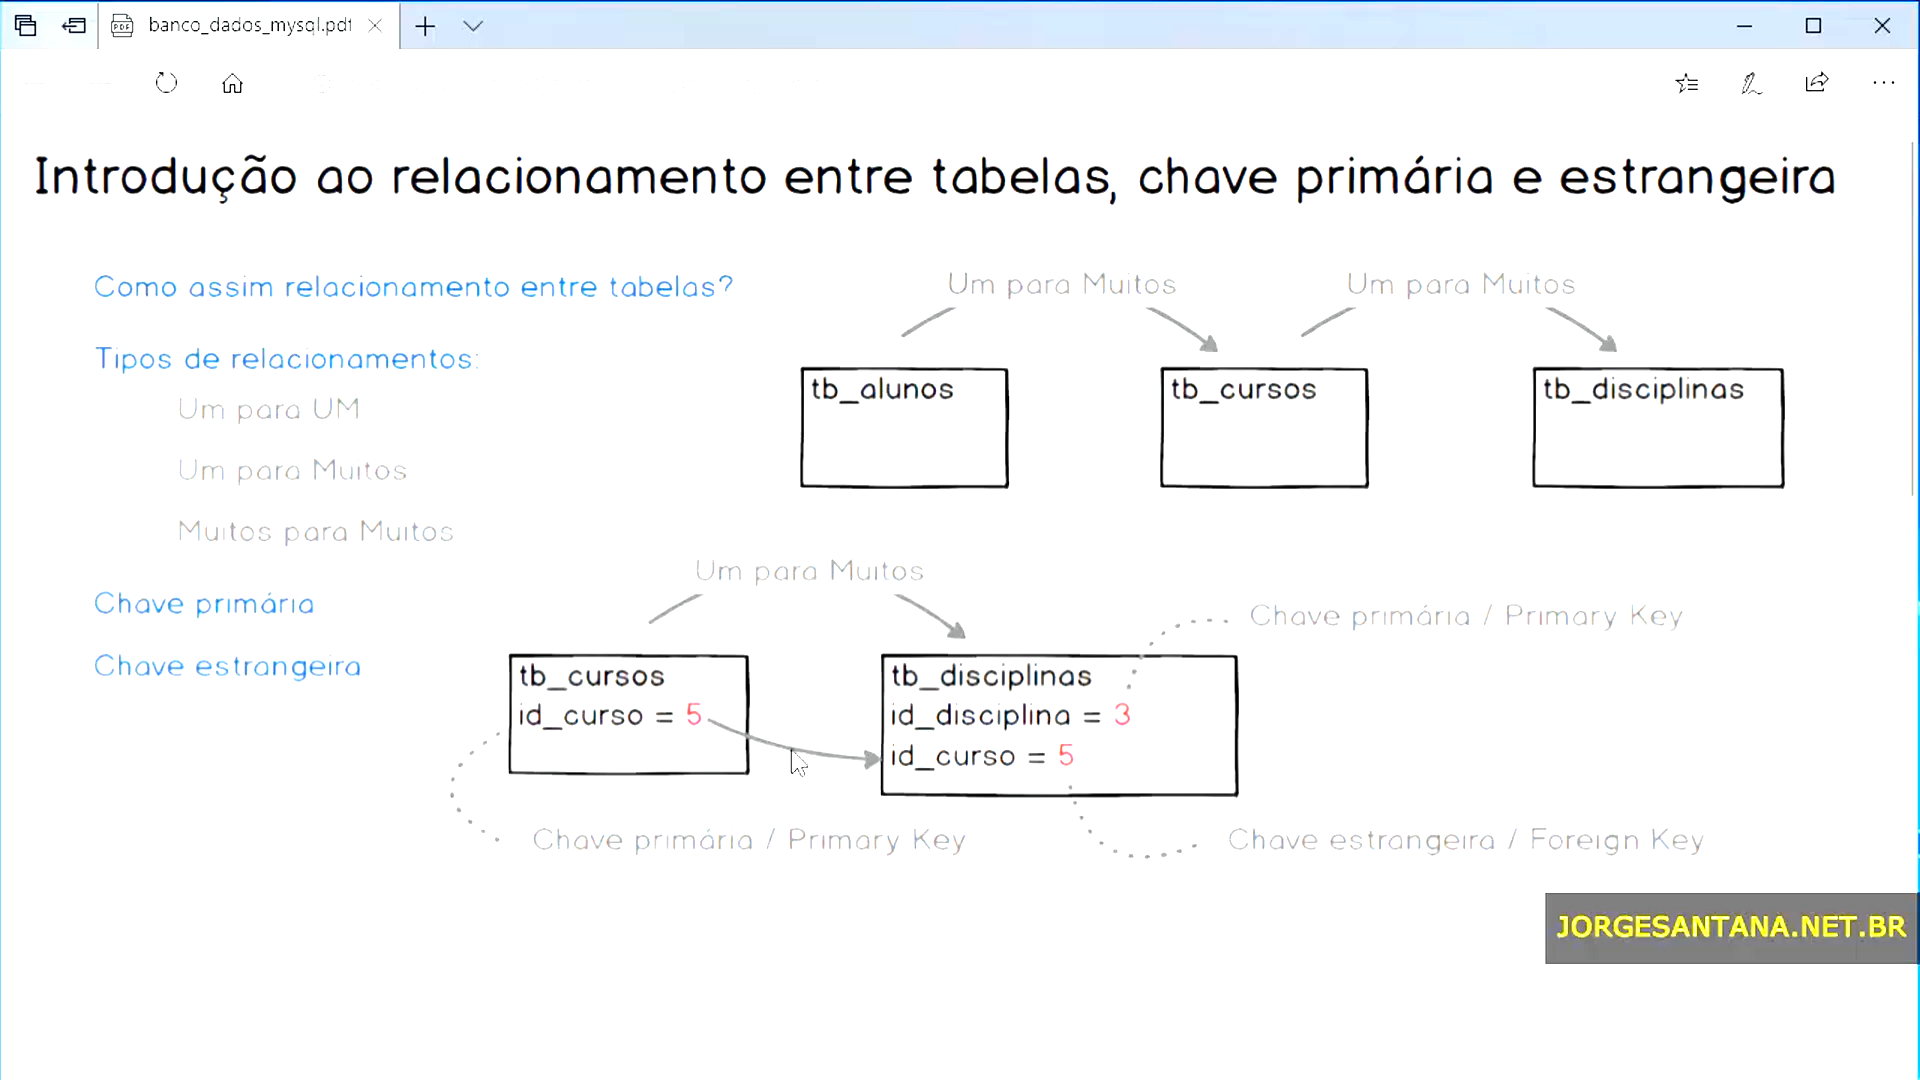 banco_dados_mysql.pdf
Introdução ao relacionamento entre tabelas, chave primária e estrangeira
Como assim relacionamento entre tabelas?
Tipos de relacionamentos:
Um para UM
Um para Muitos
Muitos para Muitos
Chave primária
Chave estrangeira
Um para Muitos
Um para Muitos
tb_alunos
tb_cursos
tb_disciplinas
Um para Muitos
tb_cursos
id_curso = 5
tb_disciplinas
id_disciplina = 3
id_curso = 5
Chave primária / Primary Key
Chave primária / Primary Key
Chave estrangeira / Foreign Key
JORGESANTANA.NET.BR